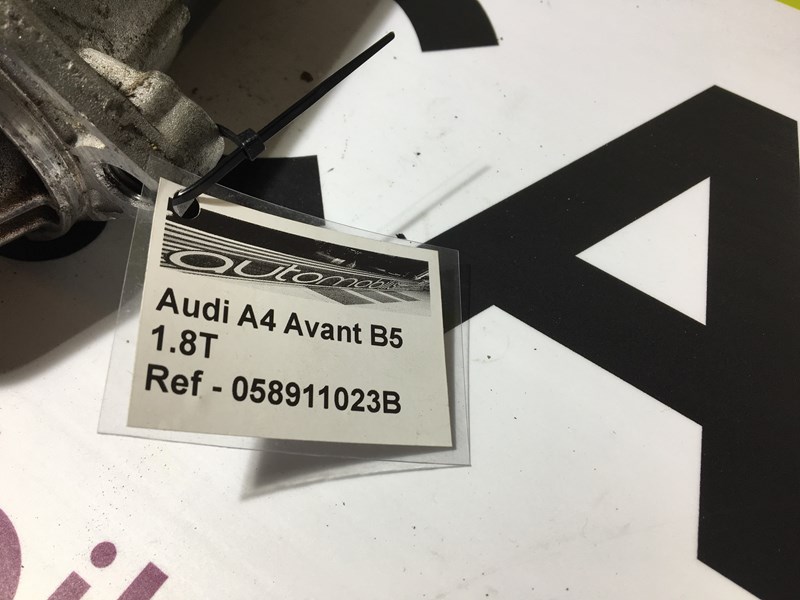 automobile
Audi A4 Avant B5
1.8T
Ref - 058911023B